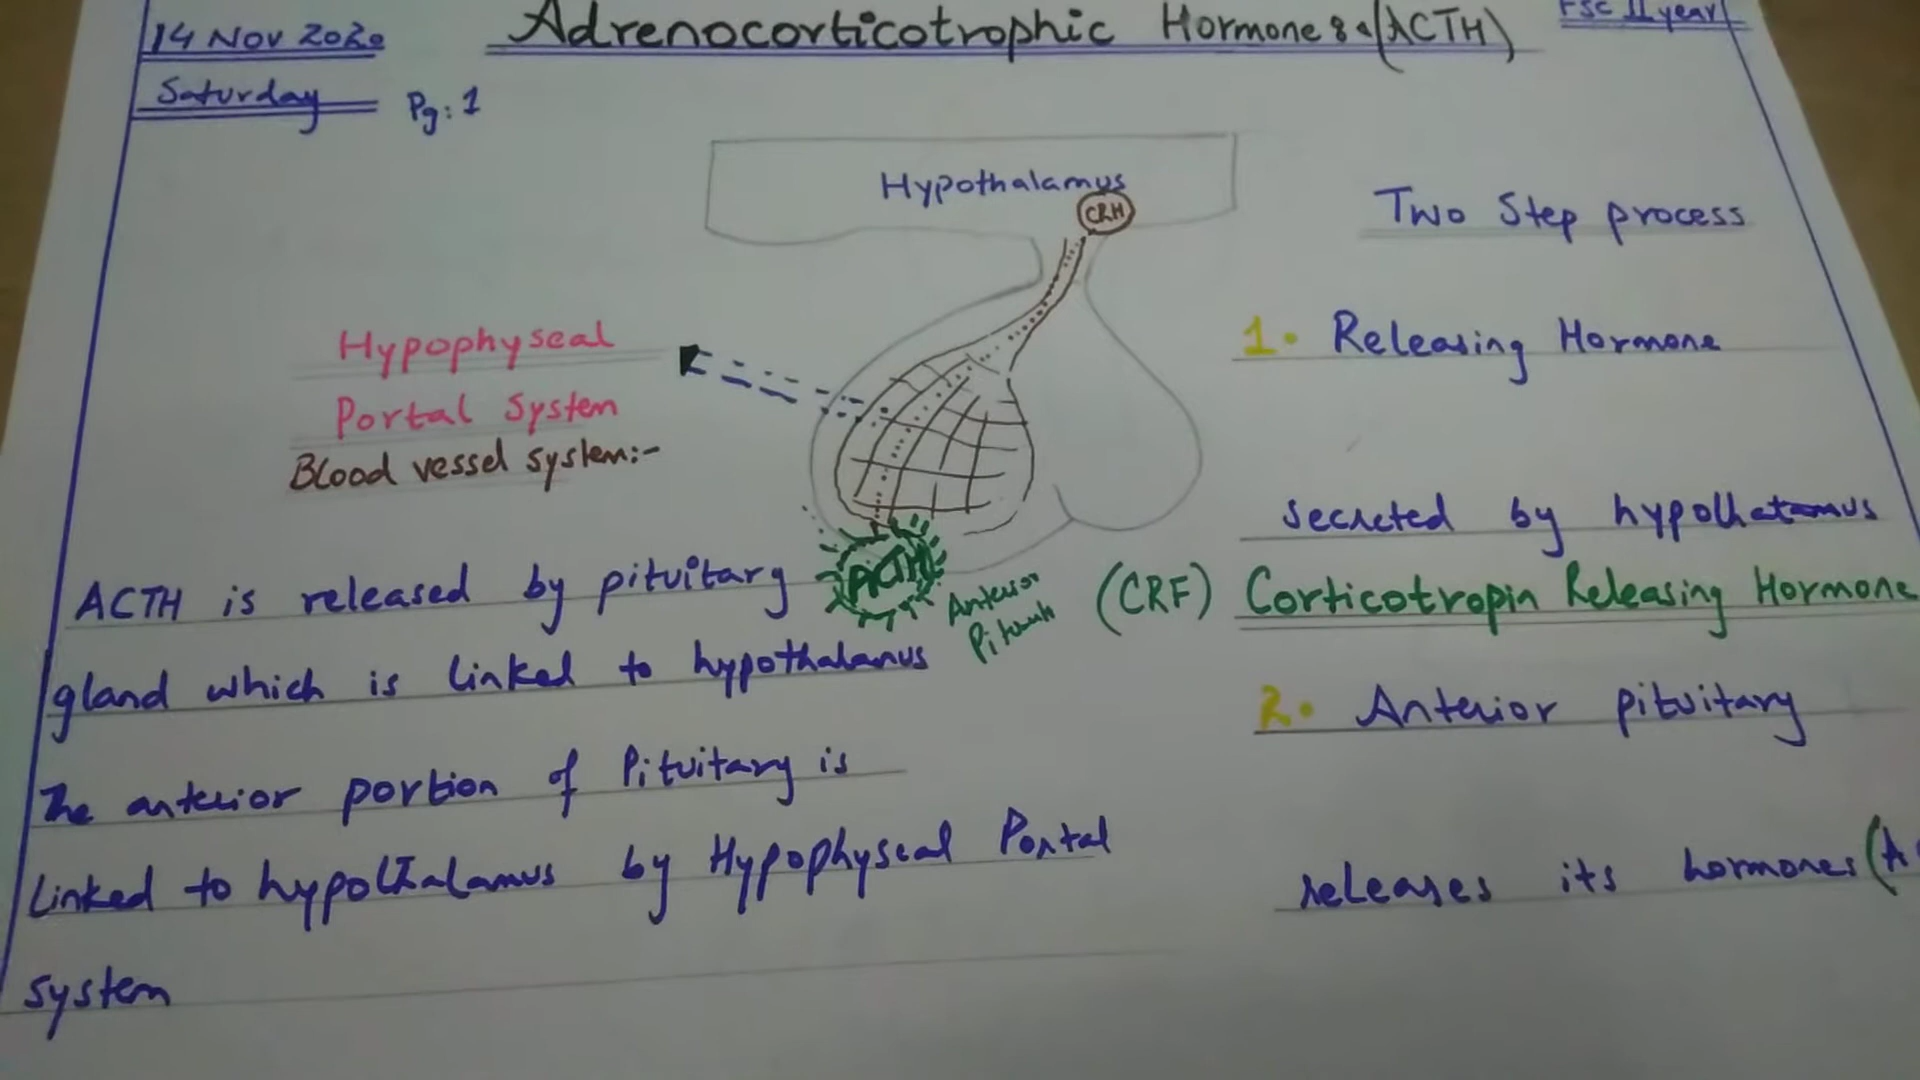 14 Nov 2020
Saturday
Pg: 1
Adrenocorticotrophic Hormone 8 (ACTH)
FSC II year
Hypothalamus
CRH
Hypophyseal
Portal System
Blood vessel system:-
ACTH
Anterior
ACTH is released by pituitary
gland which is linked to hypothalanus
The anterior portion of Pituitary is
Linked to hypothalamus by Hypophyseal Portal
system
Two Step process
1. Releasing Hormone
secreted by hypothatamus
(CRF) Corticotropin Releasing Hormone
2. Anterior pituitary
releases its hormones (A